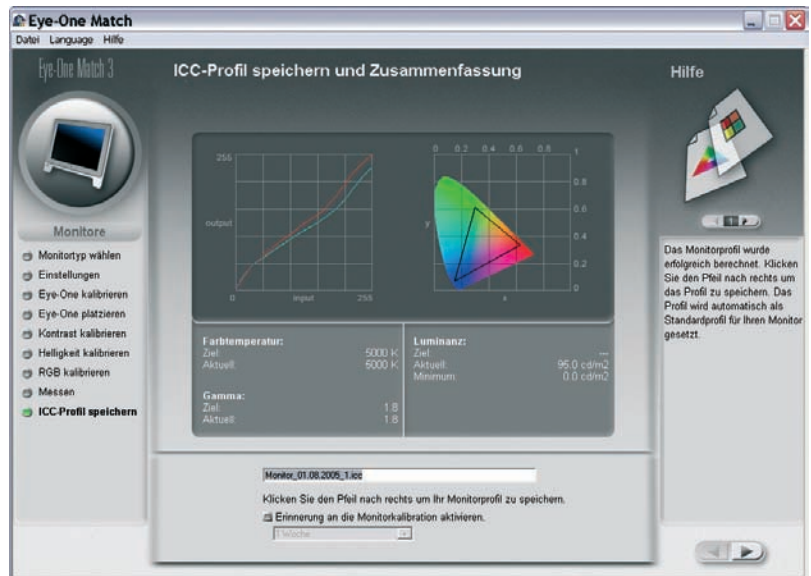 Eye-One Match
Datei Language Hilfe
Eye-One Match 3
ICC-Profil speichern und Zusammenfassung
Hilfe
Monitore
Monitortyp wählen
Einstellungen
Eye-One kalibrieren
Eye-One platzieren
Kontrast kalibrieren
Helligkeit kalibrieren
RGB kalibrieren
Messen
ICC-Profil speichern
255
output
0 input 255
0 0.2 0.4 0.6 0.8 1
0.8
0.6
0.4
0.2
0
y
x
Farbtemperatur:
Ziel: 5000 K
Aktuell: 5000 K
Gamma:
Ziel: 1.8
Aktuell: 1.8
Luminanz:
Ziel: ---
Aktuell: 95.0 cd/m2
Minimum: 0.0 cd/m2
Monitor_01.08.2005_1.icc
Klicken Sie den Pfeil nach rechts um Ihr Monitorprofil zu speichern.
Erinnerung an die Monitorkalibration aktivieren.
1 Woche
1
Das Monitorprofil wurde
erfolgreich berechnet. Klicken
Sie den Pfeil nach rechts um
das Profil zu speichern. Das
Profil wird automatisch als
Standardprofil für Ihren Monitor
gesetzt.